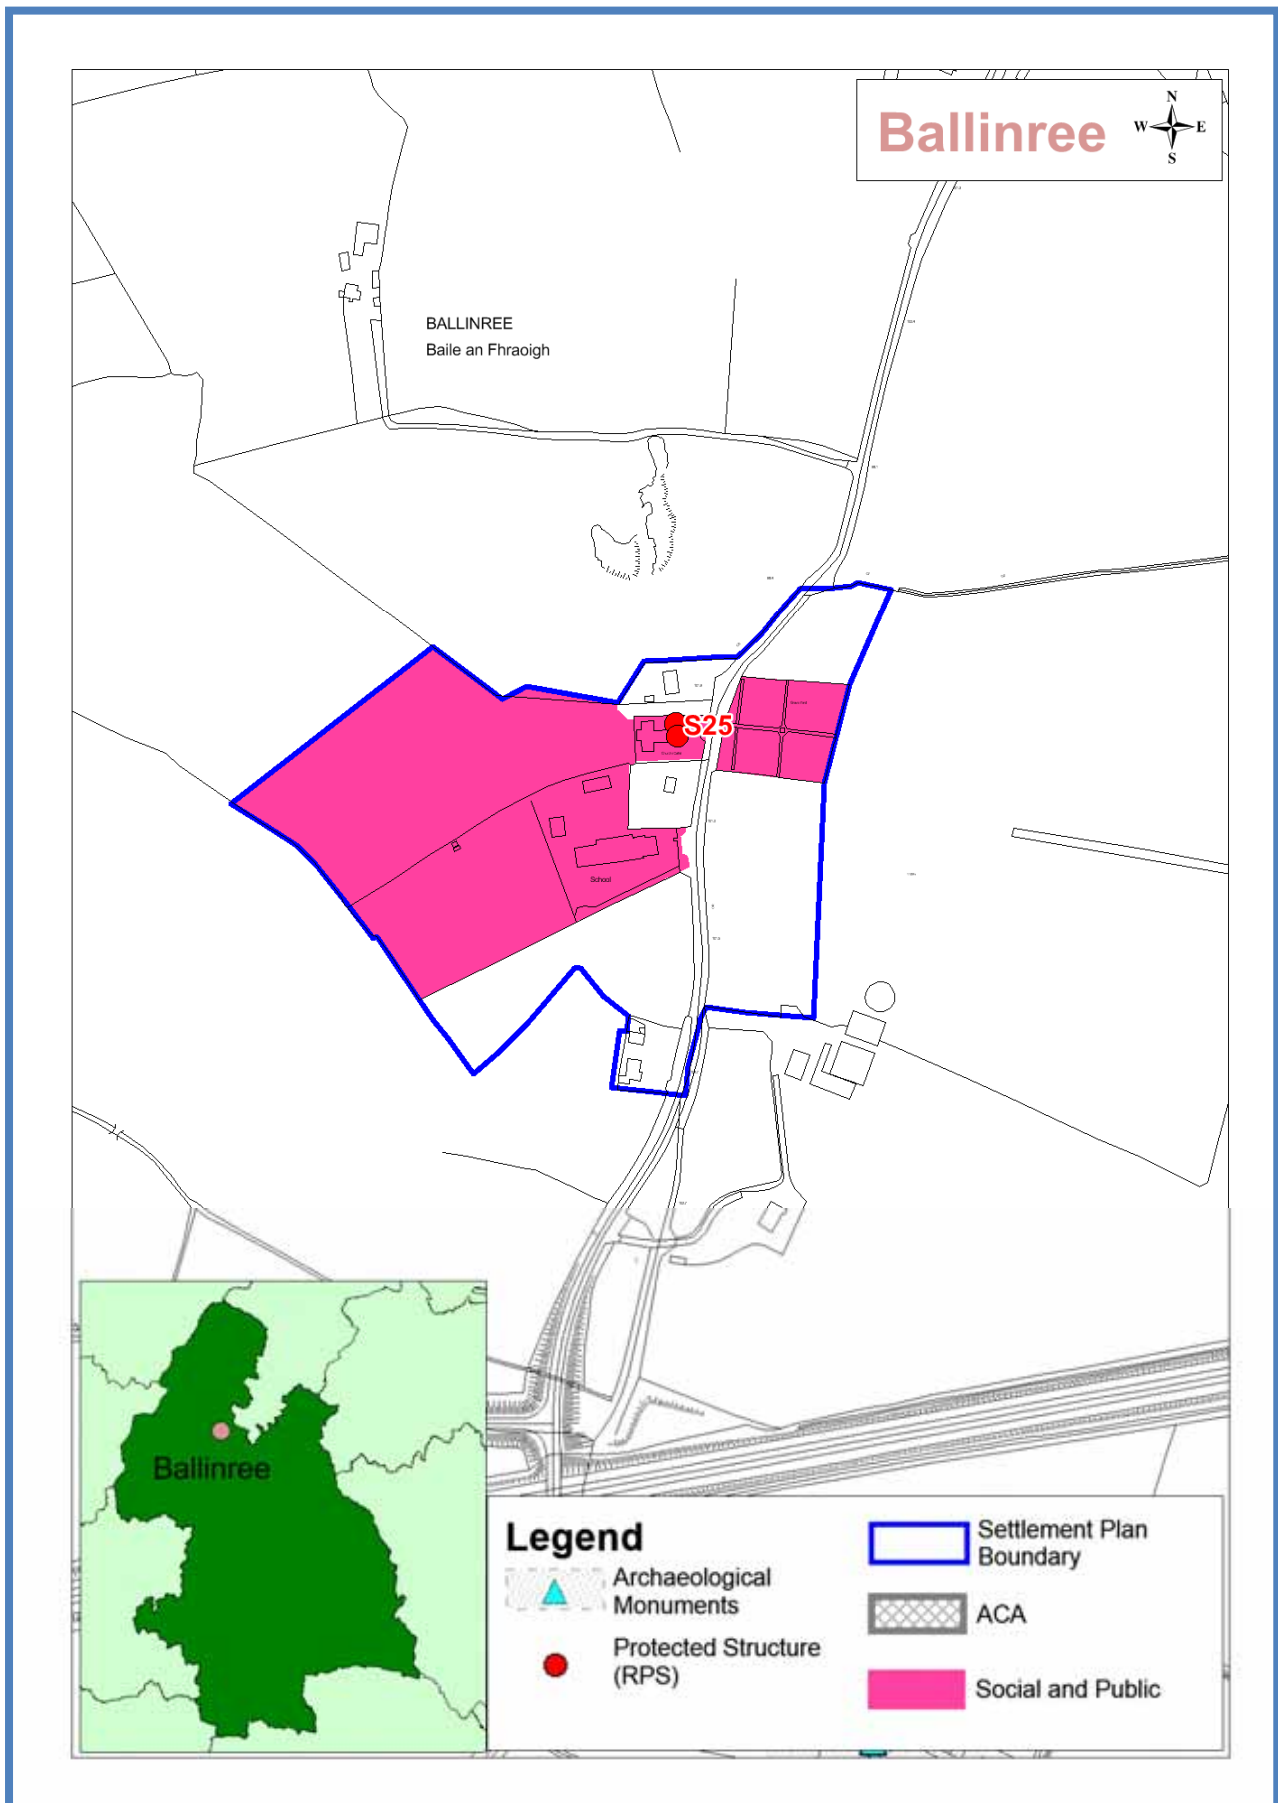 Ballinree
N
W E
S
BALLINREE
Baile an Fhraoigh
S25
School
Ballinree
Legend
Archaeological
Monuments
Protected Structure
(RPS)
Settlement Plan
Boundary
ACA
Social and Public